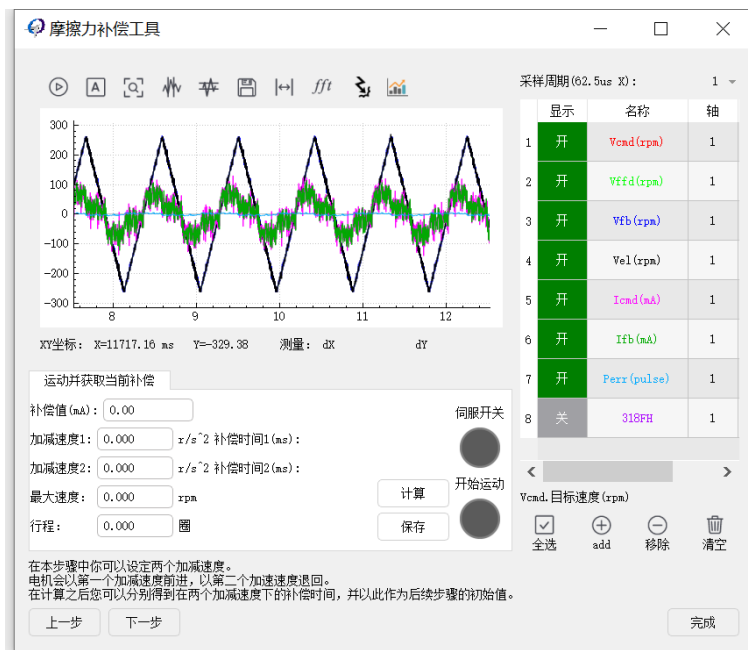 摩擦力补偿工具
A fft
采样周期(62.5us X): 1
显示 名称 轴
1 开 Vcmd(rpm) 1
2 开 Vffd(rpm) 1
3 开 Vfb(rpm) 1
4 开 Vel(rpm) 1
5 开 Icmd(mA) 1
6 开 Ifb(mA) 1
7 开 Perr(pulse) 1
8 关 318FH 1
300
200
100
0
-100
-200
-300
8 9 10 11 12
XY坐标: X=11717.16 ms Y=-329.38 测量: dX dY
Vcmd.目标速度(rpm)
全选 add 移除 清空
运动并获取当前补偿
补偿值(mA): 0.00
加减速度1: 0.000 r/s^2 补偿时间1(ms):
加减速度2: 0.000 r/s^2 补偿时间2(ms):
最大速度: 0.000 rpm
行程: 0.000 圈
伺服开关
开始运动
计算
保存
在本步骤中你可以设定两个加减速度。
电机会以第一个加减速度前进，以第二个加速速度退回。
在计算之后您可以分别得到在两个加减速度下的补偿时间，并以此作为后续步骤的初始值。
上一步 下一步 完成